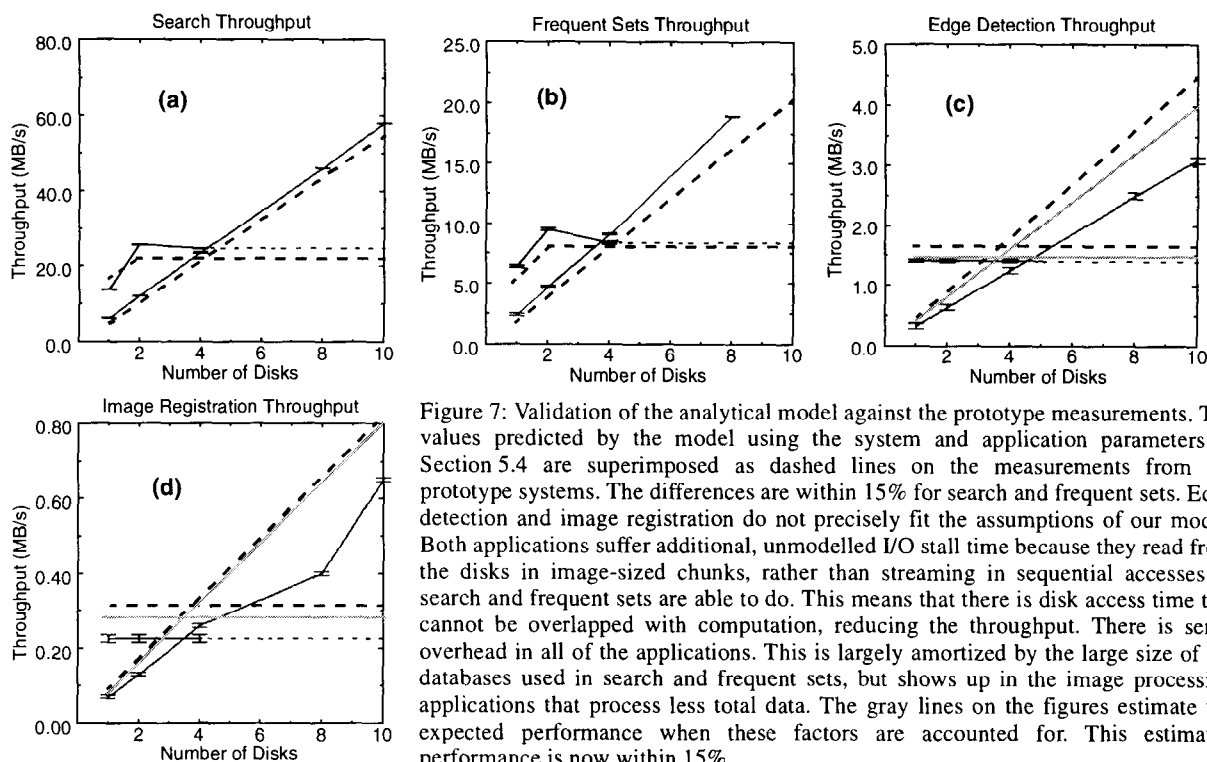 Search Throughput
80.0
60.0
40.0
20.0
0.0
Throughput (MB/s)
(a)
2 4 6 8 10
Number of Disks
Frequent Sets Throughput
25.0
20.0
15.0
10.0
5.0
0.0
Throughput (MB/s)
(b)
2 4 6 8 10
Number of Disks
Edge Detection Throughput
5.0
4.0
3.0
2.0
1.0
0.0
Throughput (MB/s)
(c)
2 4 6 8 10
Number of Disks
Image Registration Throughput
0.80
0.60
0.40
0.20
0.00
Throughput (MB/s)
(d)
2 4 6 8 10
Number of Disks
Figure 7: Validation of the analytical model against the prototype measurements.
values predicted by the model using the system and application parameters
Section 5.4 are superimposed as dashed lines on the measurements from
prototype systems. The differences are within 15% for search and frequent sets.
detection and image registration do not precisely fit the assumptions of our
Both applications suffer additional, unmodelled I/O stall time because they read
the disks in image-sized chunks, rather than streaming in sequential accesses
search and frequent sets are able to do. This means that there is disk access time
cannot be overlapped with computation, reducing the throughput. There is
overhead in all of the applications. This is largely amortized by the large size of
databases used in search and frequent sets, but shows up in the image
applications that process less total data. The gray lines on the figures estimate
expected performance when these factors are accounted for. This
performance is now within 15%.